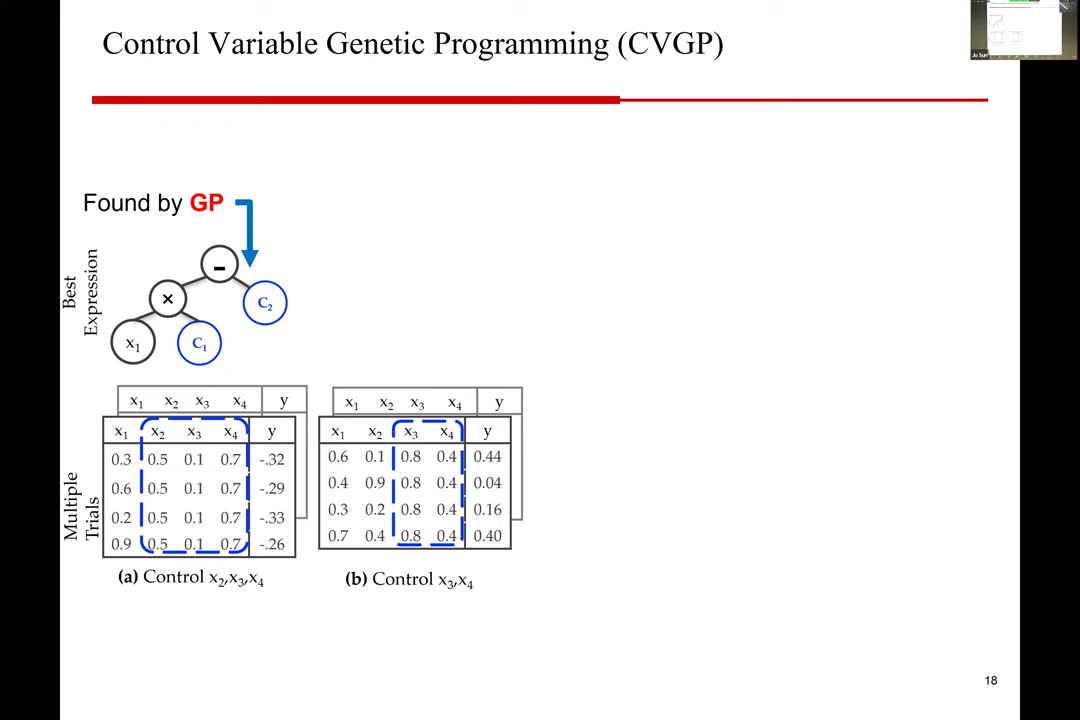 Control Variable Genetic Programming (CVGP)
Ju Sun
Found by GP
Best
Expression
-
×
C₂
x₁
C₁
x₁ x₂ x₃ x₄ y
x₁ x₂ x₃ x₄ y
0.3 0.5 0.1 0.7 -.32
0.6 0.5 0.1 0.7 -.29
0.2 0.5 0.1 0.7 -.33
0.9 0.5 0.1 0.7 -.26
(a) Control x₂,x₃,x₄
x₁ x₂ x₃ x₄ y
x₁ x₂ x₃ x₄ y
0.6 0.1 0.8 0.4 0.44
0.4 0.9 0.8 0.4 0.04
0.3 0.2 0.8 0.4 0.16
0.7 0.4 0.8 0.4 0.40
(b) Control x₃,x₄
Multiple
Trials
18